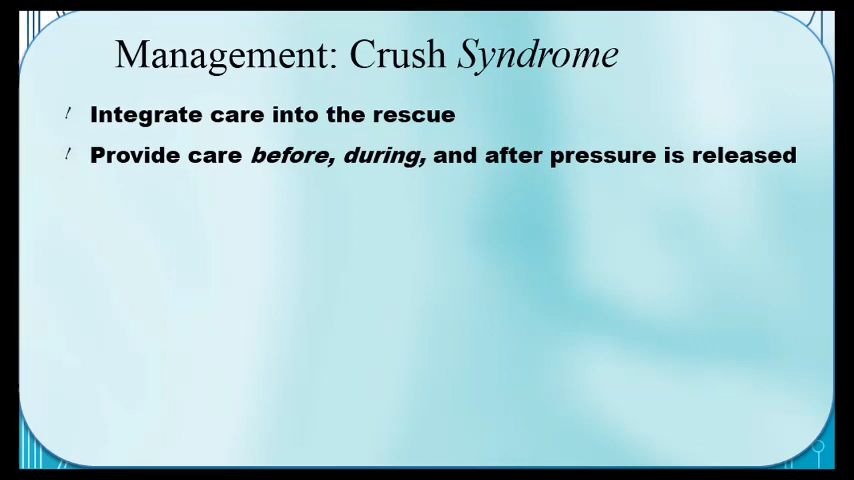 Management: Crush Syndrome
! Integrate care into the rescue
! Provide care before, during, and after pressure is released